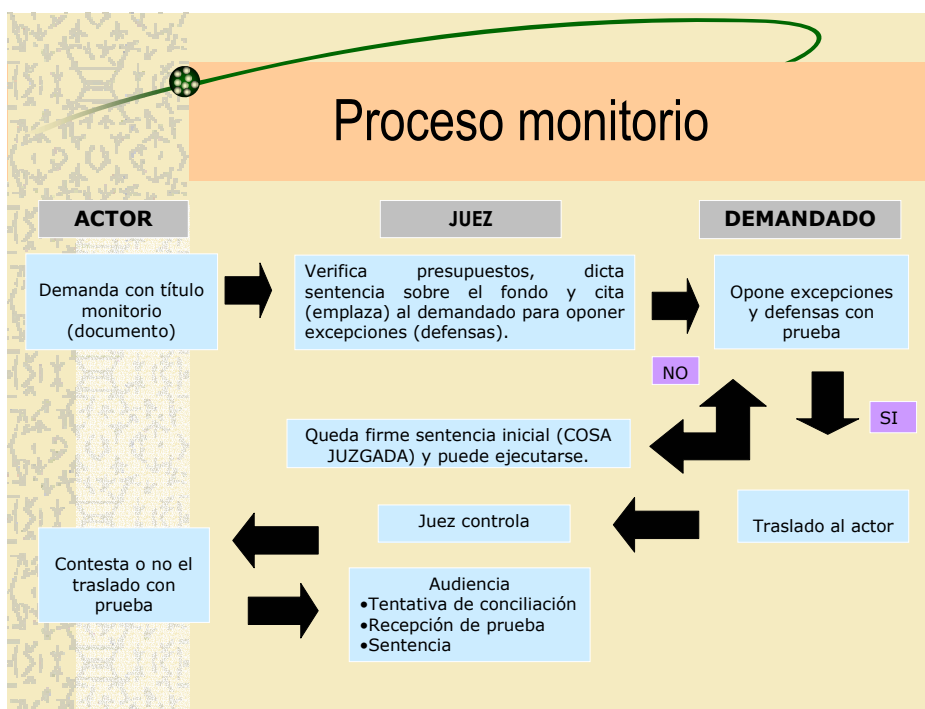 Proceso monitorio
ACTOR
JUEZ
DEMANDADO
Demanda con título
monitorio
(documento)
Verifica presupuestos, dicta
sentencia sobre el fondo y cita
(emplaza) al demandado para oponer
excepciones (defensas).
Opone excepciones
y defensas con
prueba
NO
SI
Queda firme sentencia inicial (COSA
JUZGADA) y puede ejecutarse.
Traslado al actor
Juez controla
Contesta o no el
traslado con
prueba
Audiencia
•Tentativa de conciliación
•Recepción de prueba
•Sentencia